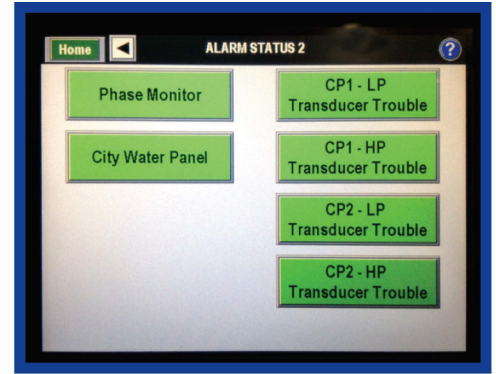 Home
ALARM STATUS 2
?
Phase Monitor
City Water Panel
CP1 - LP
Transducer Trouble
CP1 - HP
Transducer Trouble
CP2 - LP
Transducer Trouble
CP2 - HP
Transducer Trouble